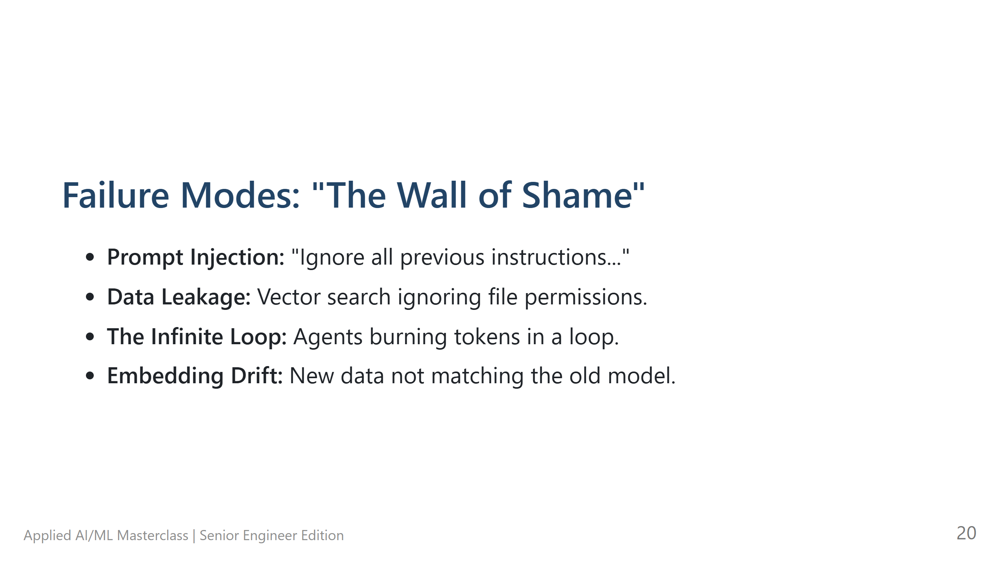 Failure Modes: "The Wall of Shame"
• Prompt Injection: "Ignore all previous instructions..."
• Data Leakage: Vector search ignoring file permissions.
• The Infinite Loop: Agents burning tokens in a loop.
• Embedding Drift: New data not matching the old model.
Applied AI/ML Masterclass | Senior Engineer Edition
20